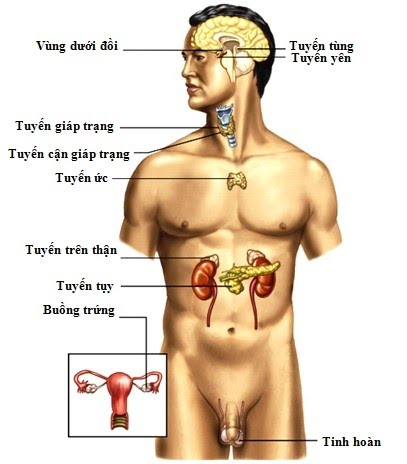 Vùng dưới đồi
Tuyến tùng
Tuyến yên
Tuyến giáp trạng
Tuyến cận giáp trạng
Tuyến ức
Tuyến trên thận
Tuyến tụy
Buồng trứng
Tinh hoàn